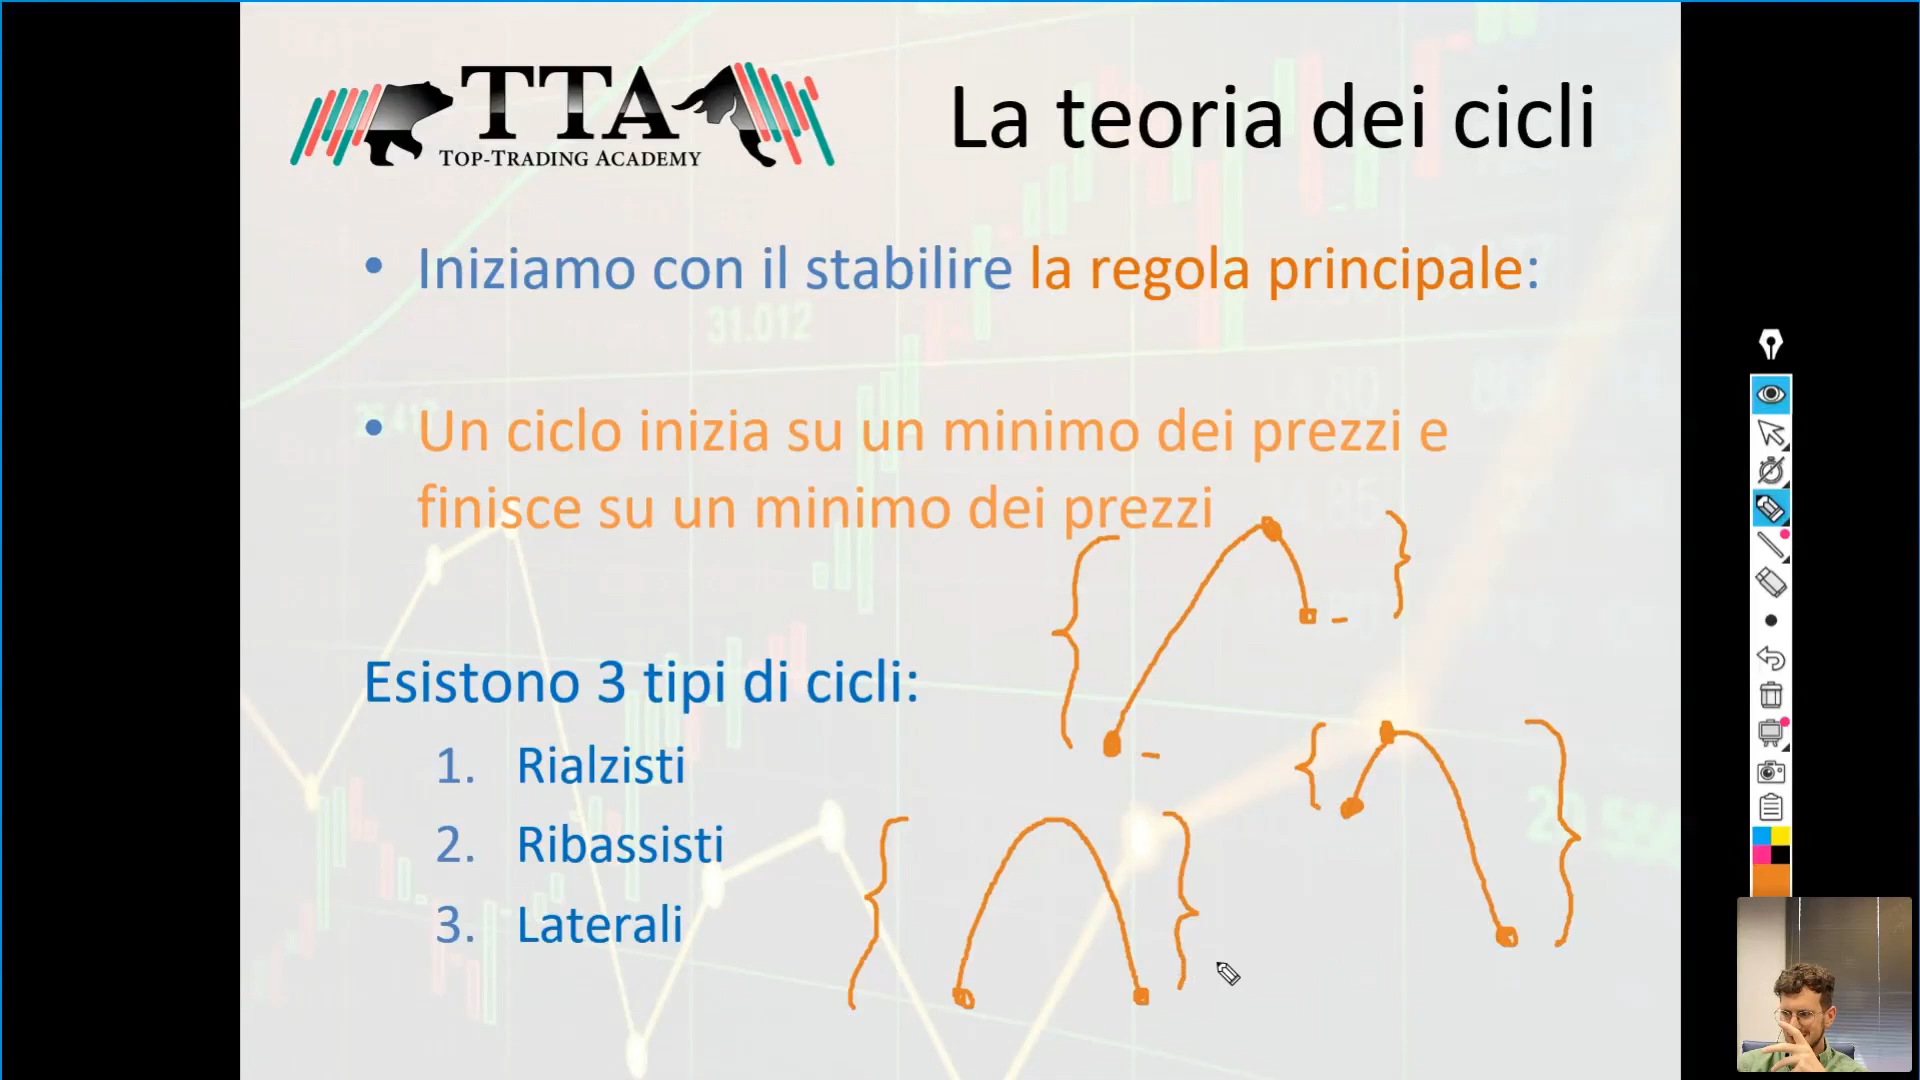 TTA
TOP-TRADING ACADEMY
La teoria dei cicli
• Iniziamo con il stabilire la regola principale:
31.012
• Un ciclo inizia su un minimo dei prezzi e
finisce su un minimo dei prezzi
Esistono 3 tipi di cicli:
1. Rialzisti
2. Ribassisti
3. Laterali